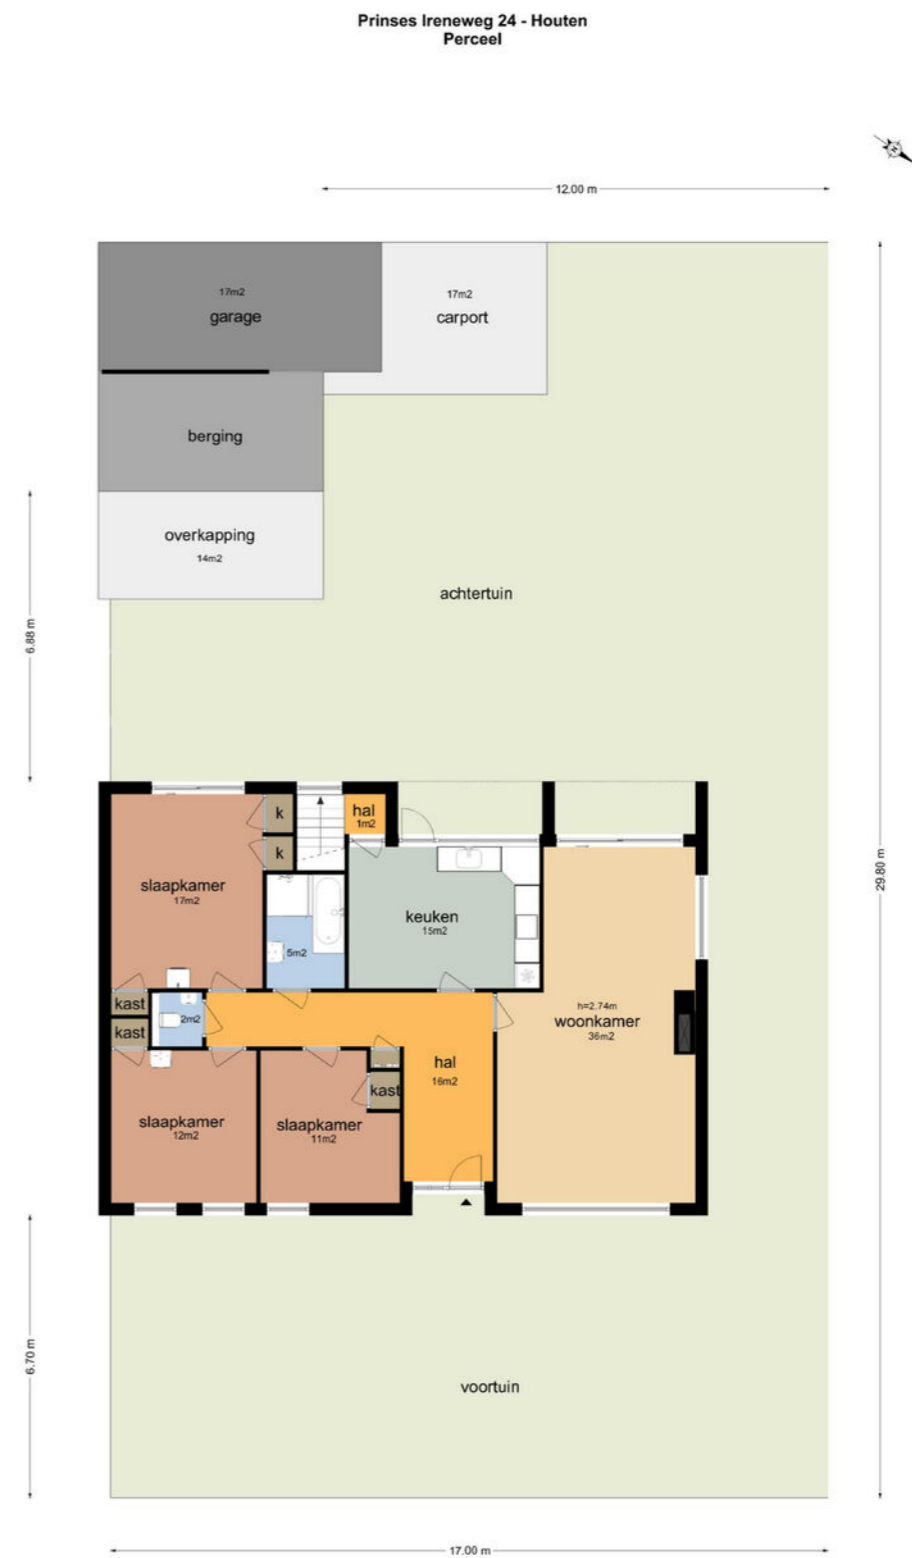 Prinses Ireneweg 24 - Houten
Perceel
N
12.00 m
17m2
garage
17m2
carport
berging
overkapping
14m2
achtertuin
6.88 m
29.80 m
k
hal
1m2
k
slaapkamer
17m2
keuken
15m2
5m2
kast
2m2
kast
h=2.74m
woonkamer
36m2
hal
16m2
kast
slaapkamer
12m2
slaapkamer
11m2
6.70 m
voortuin
17.00 m